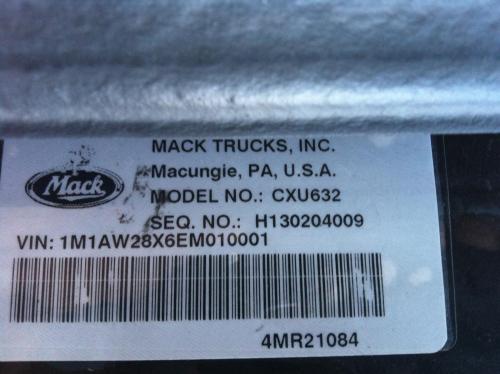 MACK TRUCKS, INC.
Macungie, PA, U.S.A.
Mack
MODEL NO.: CXU632
SEQ. NO.: H130204009
VIN: 1M1AW28X6EM010001
4MR21084